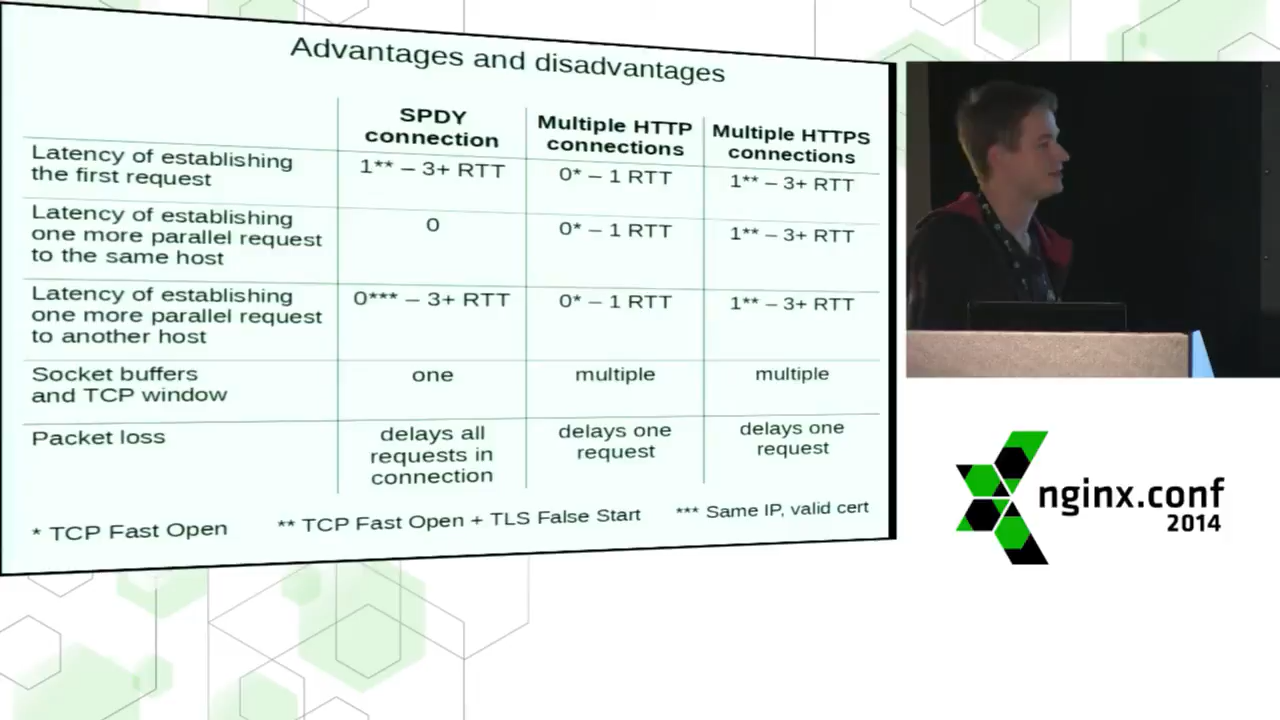 Advantages and disadvantages
SPDY
connection
Multiple HTTP
connections
Multiple HTTPS
connections
Latency of establishing
the first request
1** – 3+ RTT
0* – 1 RTT
1** – 3+ RTT
Latency of establishing
one more parallel request
to the same host
0
0* – 1 RTT
1** – 3+ RTT
Latency of establishing
one more parallel request
to another host
0*** – 3+ RTT
0* – 1 RTT
1** – 3+ RTT
Socket buffers
and TCP window
one
multiple
multiple
Packet loss
delays all
requests in
connection
delays one
request
delays one
request
* TCP Fast Open
** TCP Fast Open + TLS False Start
*** Same IP, valid cert
nginx.conf
2014